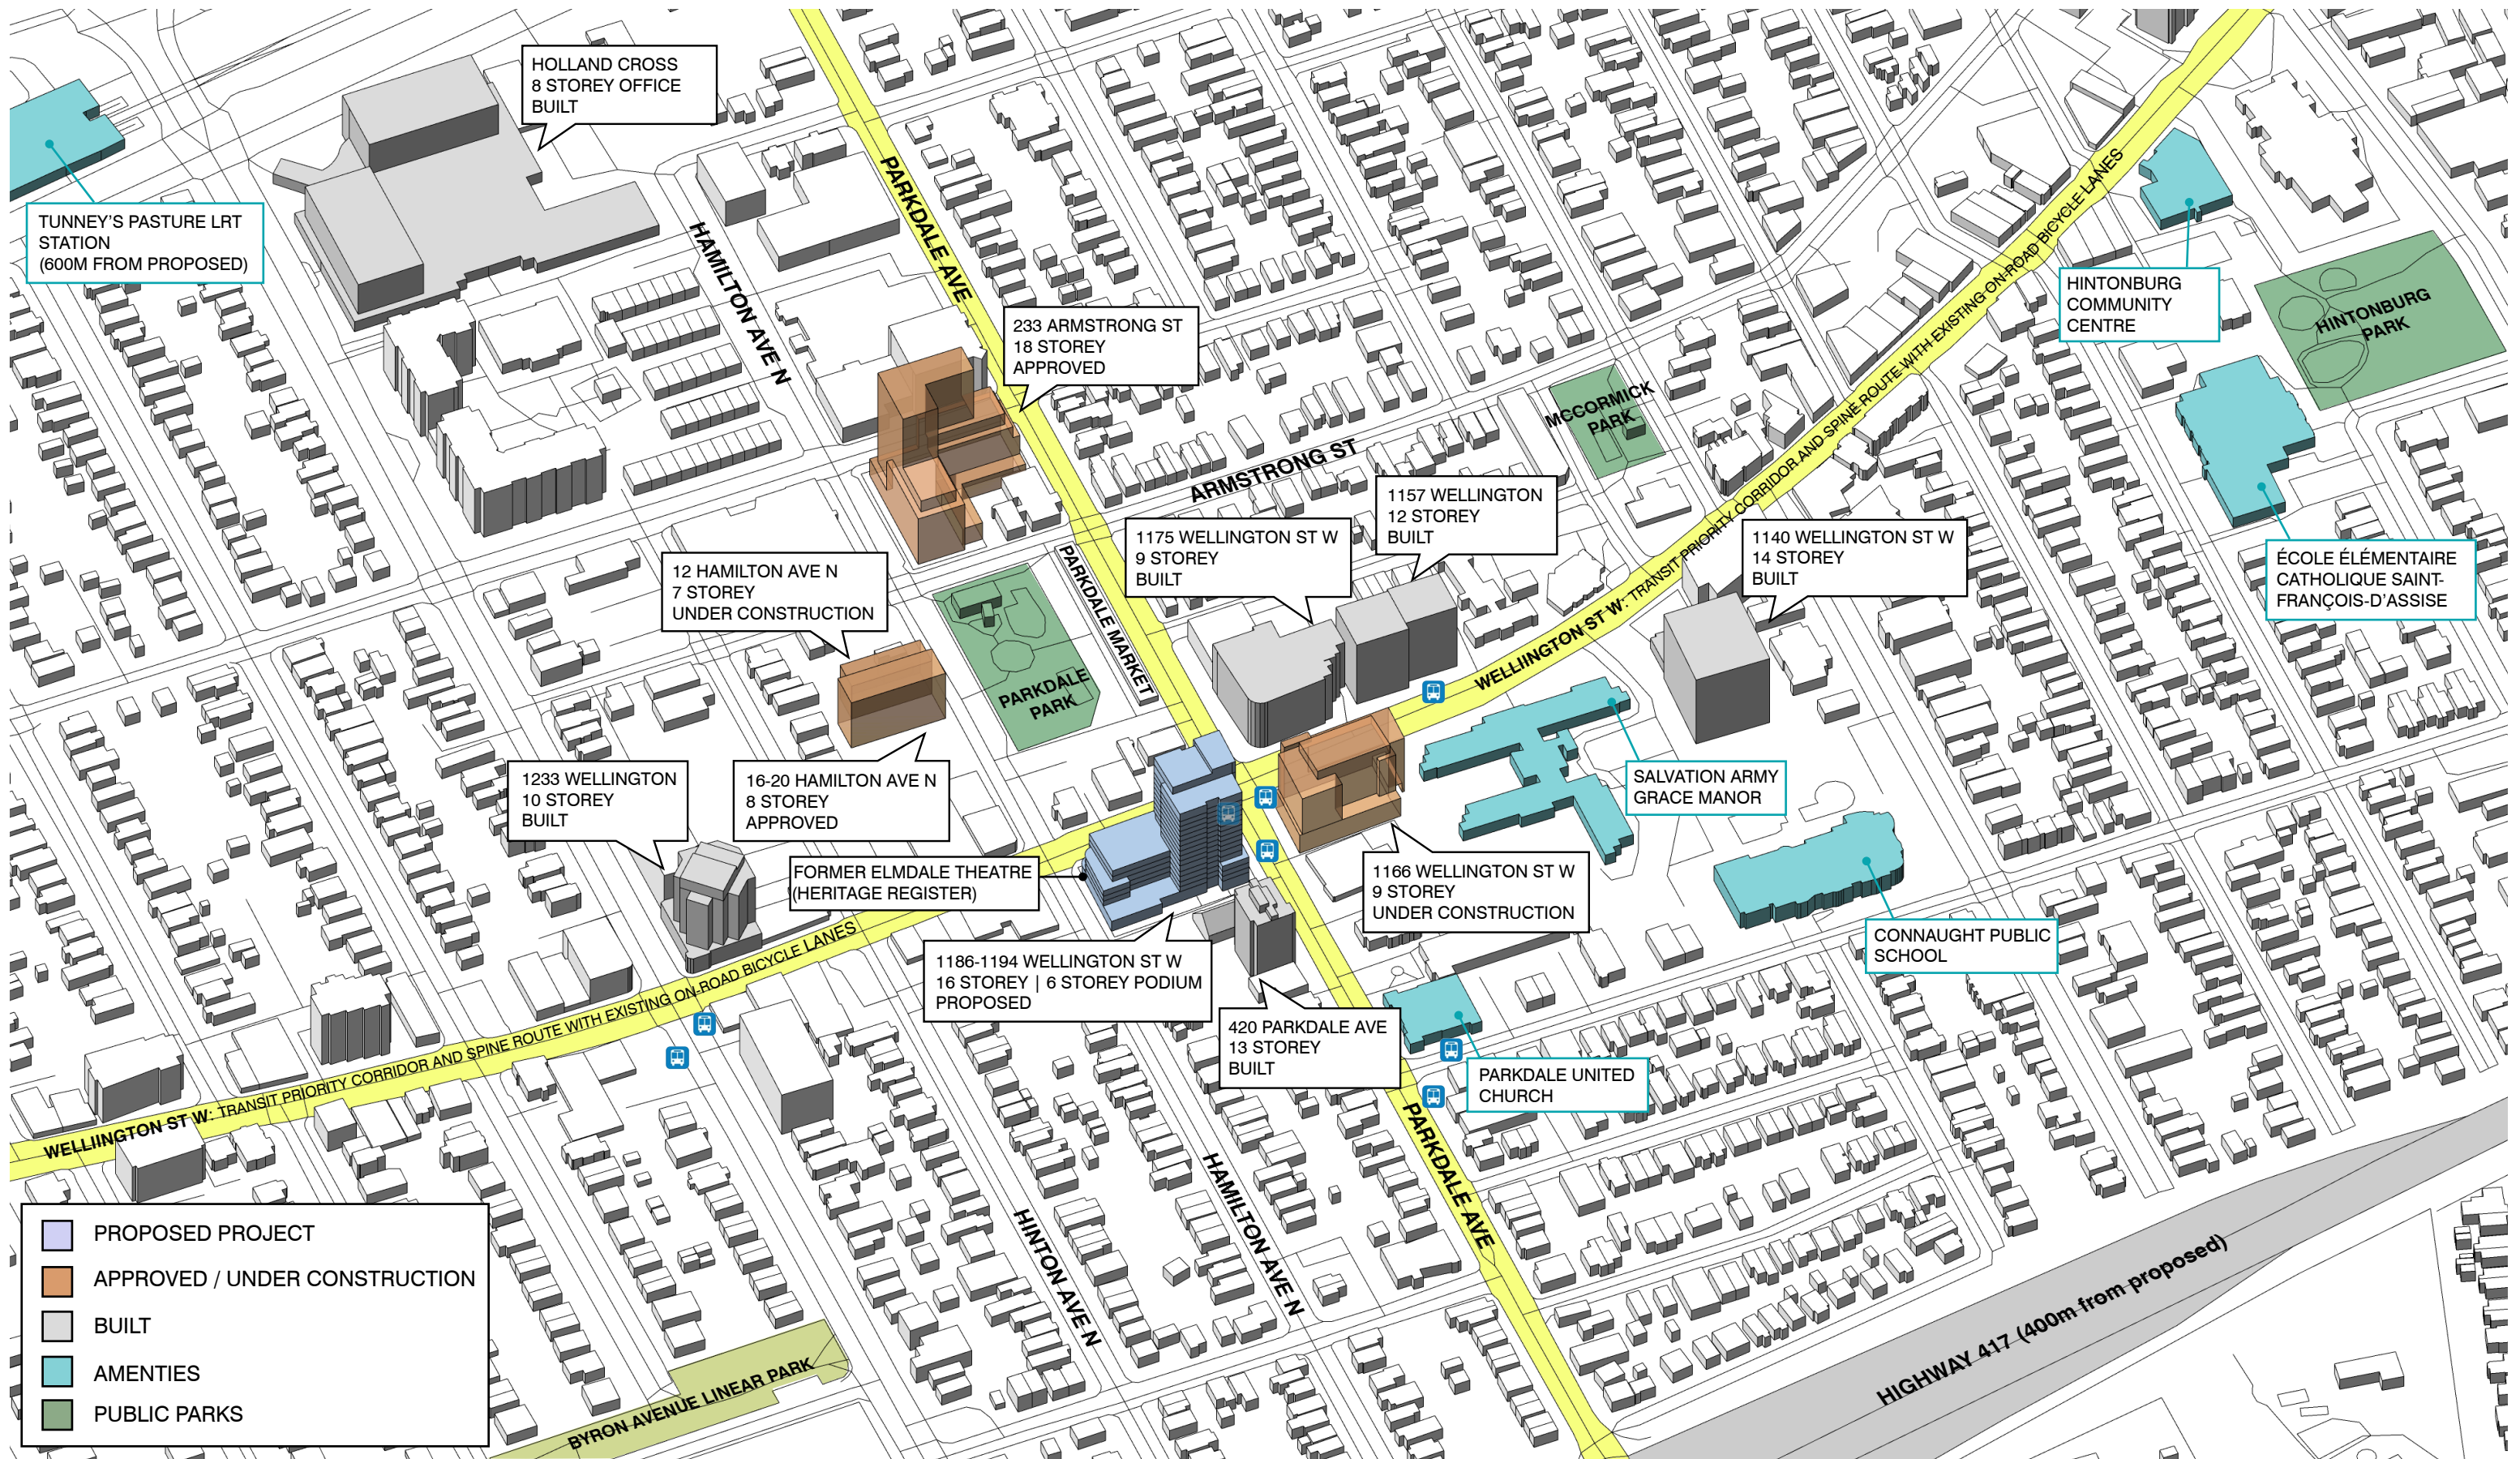 HOLLAND CROSS
8 STOREY OFFICE
BUILT
TUNNEY'S PASTURE LRT
STATION
(600M FROM PROPOSED)
PARKDALE AVE
HAMILTON AVE N
233 ARMSTRONG ST
18 STOREY
APPROVED
HINTONBURG
COMMUNITY
CENTRE
HINTONBURG
PARK
MCCORMICK
PARK
ARMSTRONG ST
1157 WELLINGTON
12 STOREY
BUILT
1175 WELLINGTON ST W
9 STOREY
BUILT
1140 WELLINGTON ST W
14 STOREY
BUILT
ÉCOLE ÉLÉMENTAIRE
CATHOLIQUE SAINT-
FRANÇOIS-D'ASSISE
12 HAMILTON AVE N
7 STOREY
UNDER CONSTRUCTION
PARKDALE MARKET
PARKDALE
PARK
WELLIINGTON ST W: TRANSIT PRIORITY CORRIDOR AND SPINE ROUTE WITH EXISTING ON-ROAD BICYCLE LANES
1233 WELLINGTON
10 STOREY
BUILT
16-20 HAMILTON AVE N
8 STOREY
APPROVED
SALVATION ARMY
GRACE MANOR
FORMER ELMDALE THEATRE
(HERITAGE REGISTER)
1166 WELLINGTON ST W
9 STOREY
UNDER CONSTRUCTION
CONNAUGHT PUBLIC
SCHOOL
1186-1194 WELLINGTON ST W
16 STOREY | 6 STOREY PODIUM
PROPOSED
420 PARKDALE AVE
13 STOREY
BUILT
PARKDALE UNITED
CHURCH
WELLIINGTON ST W: TRANSIT PRIORITY CORRIDOR AND SPINE ROUTE WITH EXISTING ON-ROAD BICYCLE LANES
PARKDALE AVE
HAMILTON AVE N
HINTON AVE N
HIGHWAY 417 (400m from proposed)
BYRON AVENUE LINEAR PARK
PROPOSED PROJECT
APPROVED / UNDER CONSTRUCTION
BUILT
AMENTIES
PUBLIC PARKS